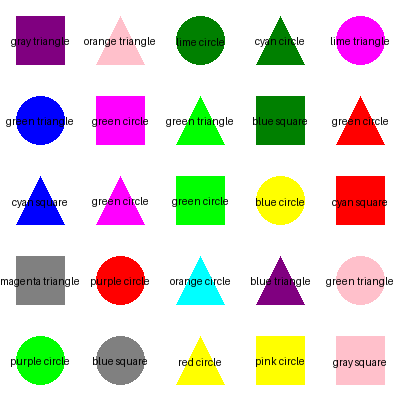 gray triangle orange triangle lime circle cyan circle lime triangle
green triangle green circle green triangle blue square green circle
cyan square green circle green circle blue circle cyan square
magenta triangle purple circle orange circle blue triangle green triangle
purple circle blue square red circle pink circle gray square